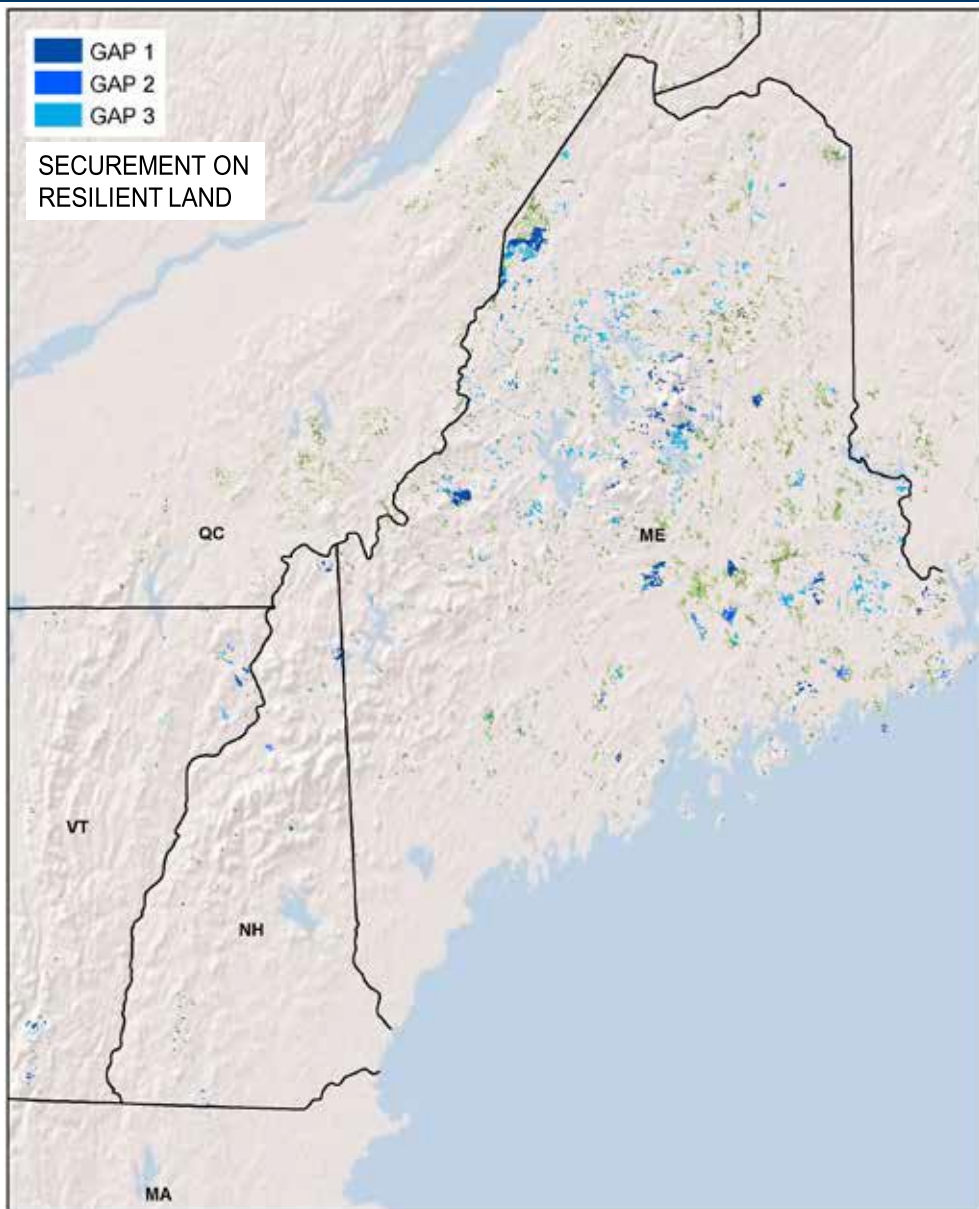 GAP 1
GAP 2
GAP 3
SECUREMENT ON
RESILIENT LAND
QC
ME
VT
NH
MA